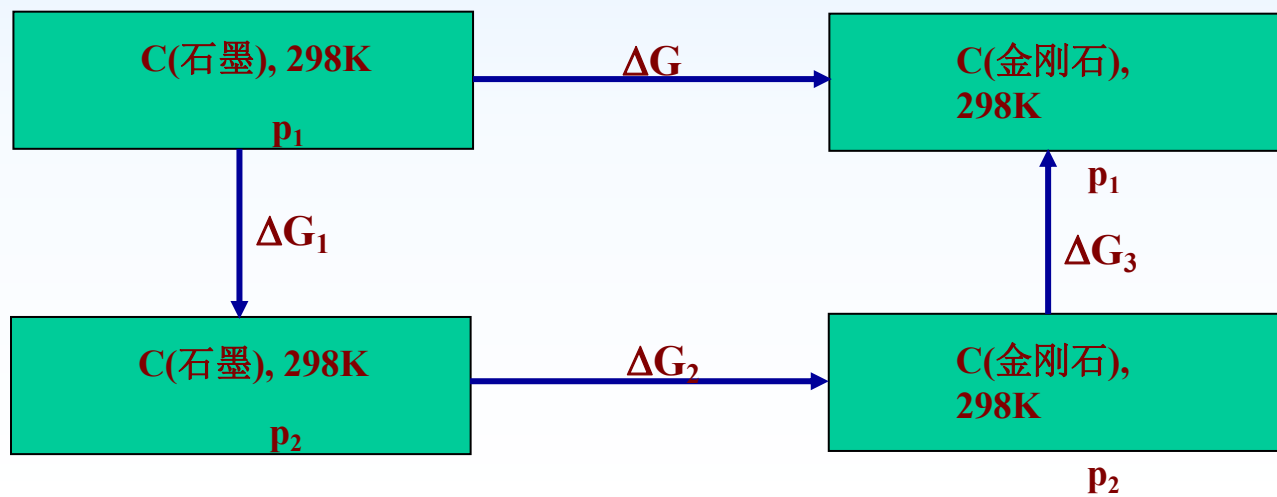 C(石墨), 298K
p₁
ΔG
C(金刚石),
298K
p₁
ΔG₁
ΔG₃
C(石墨), 298K
p₂
ΔG₂
C(金刚石),
298K
p₂